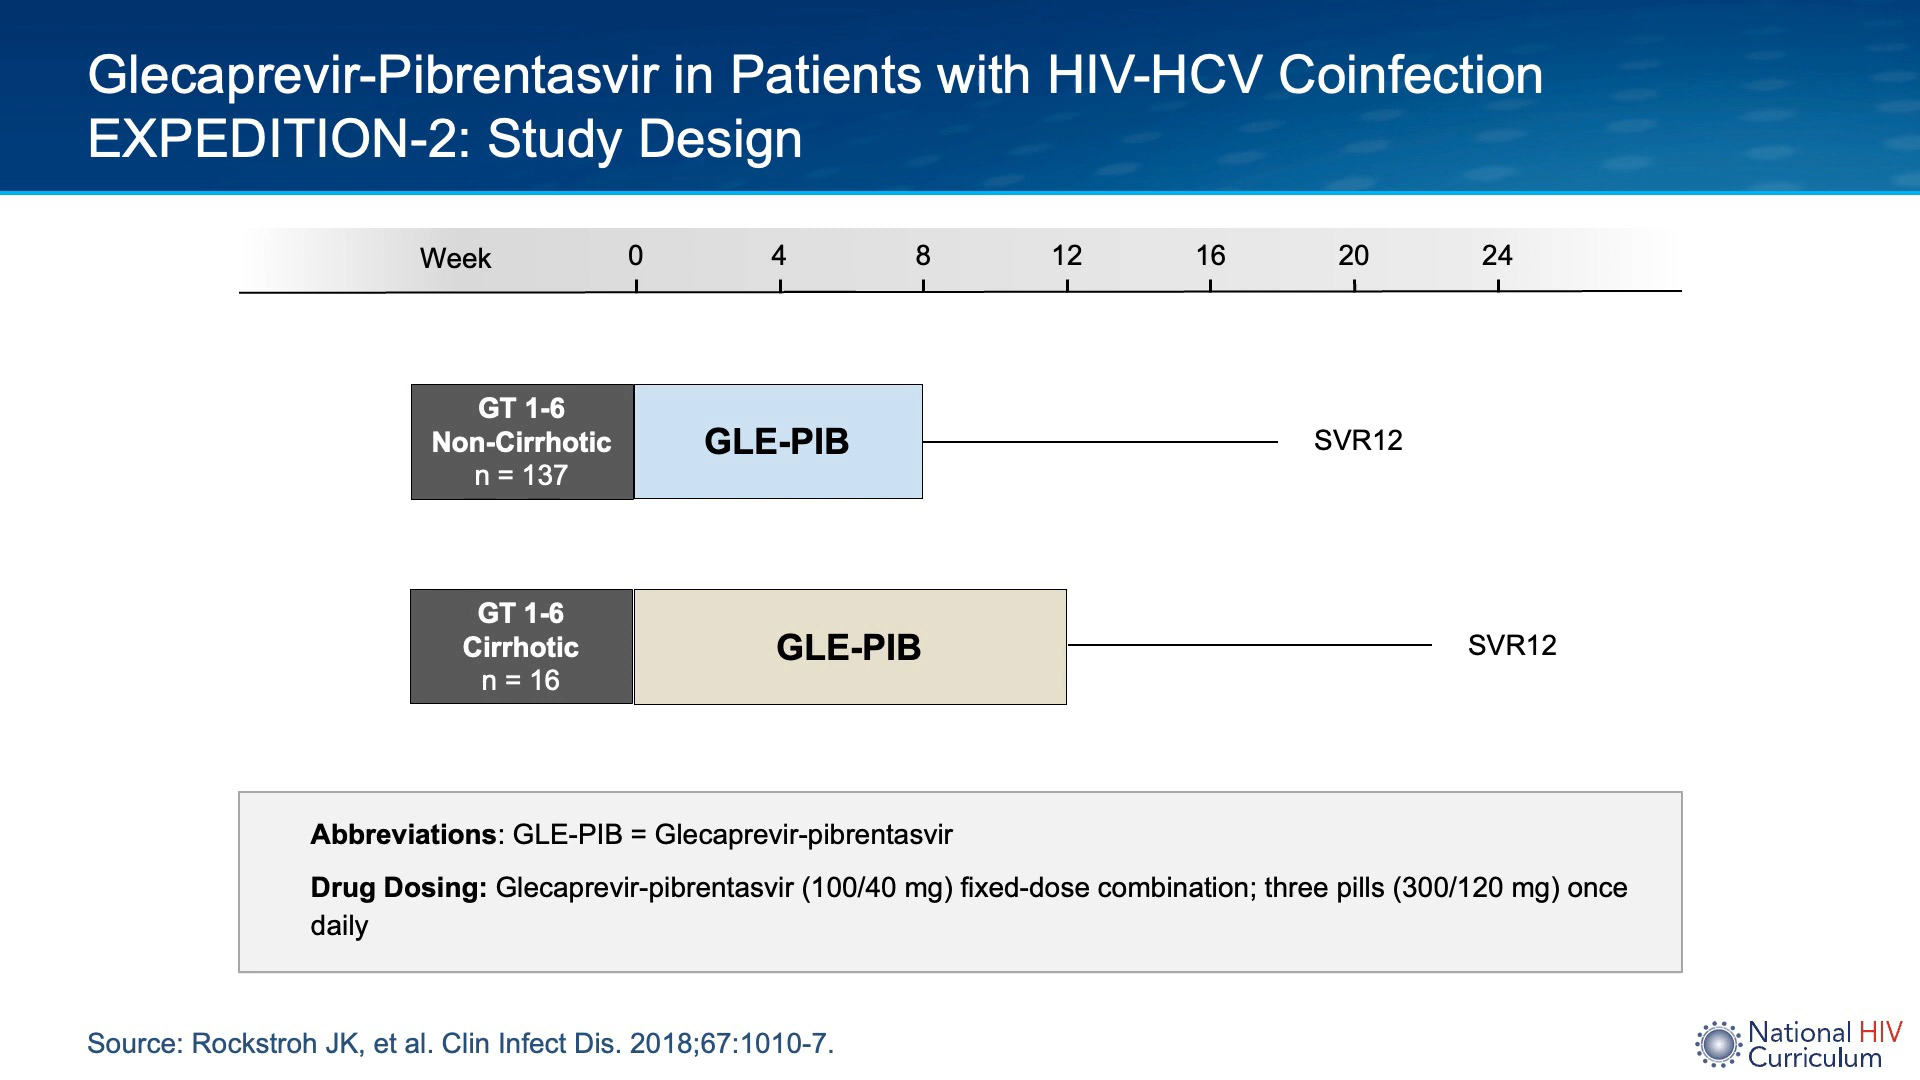 Glecaprevir-Pibrentasvir in Patients with HIV-HCV Coinfection
EXPEDITION-2: Study Design
Week 0 4 8 12 16 20 24
GT 1-6
Non-Cirrhotic
n = 137
GLE-PIB
SVR12
GT 1-6
Cirrhotic
n = 16
GLE-PIB
SVR12
Abbreviations: GLE-PIB = Glecaprevir-pibrentasvir
Drug Dosing: Glecaprevir-pibrentasvir (100/40 mg) fixed-dose combination; three pills (300/120 mg) once
daily
Source: Rockstroh JK, et al. Clin Infect Dis. 2018;67:1010-7.
National HIV
Curriculum